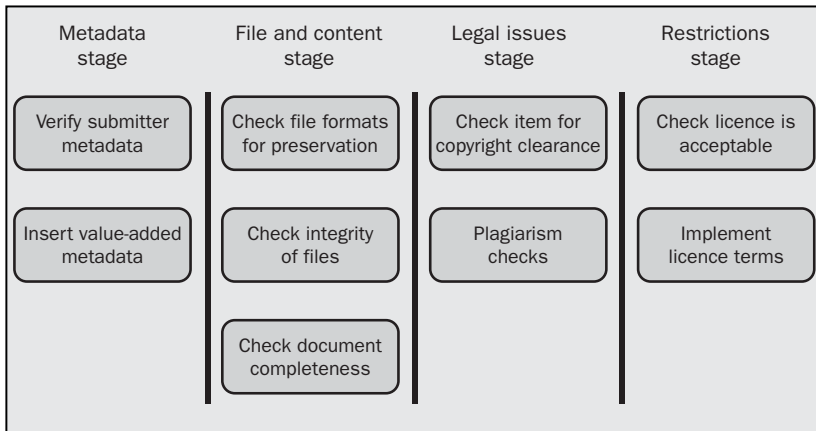 Metadata
stage
Verify submitter
metadata
Insert value-added
metadata
File and content
stage
Check file formats
for preservation
Check integrity
of files
Check document
completeness
Legal issues
stage
Check item for
copyright clearance
Plagiarism
checks
Restrictions
stage
Check licence is
acceptable
Implement
licence terms